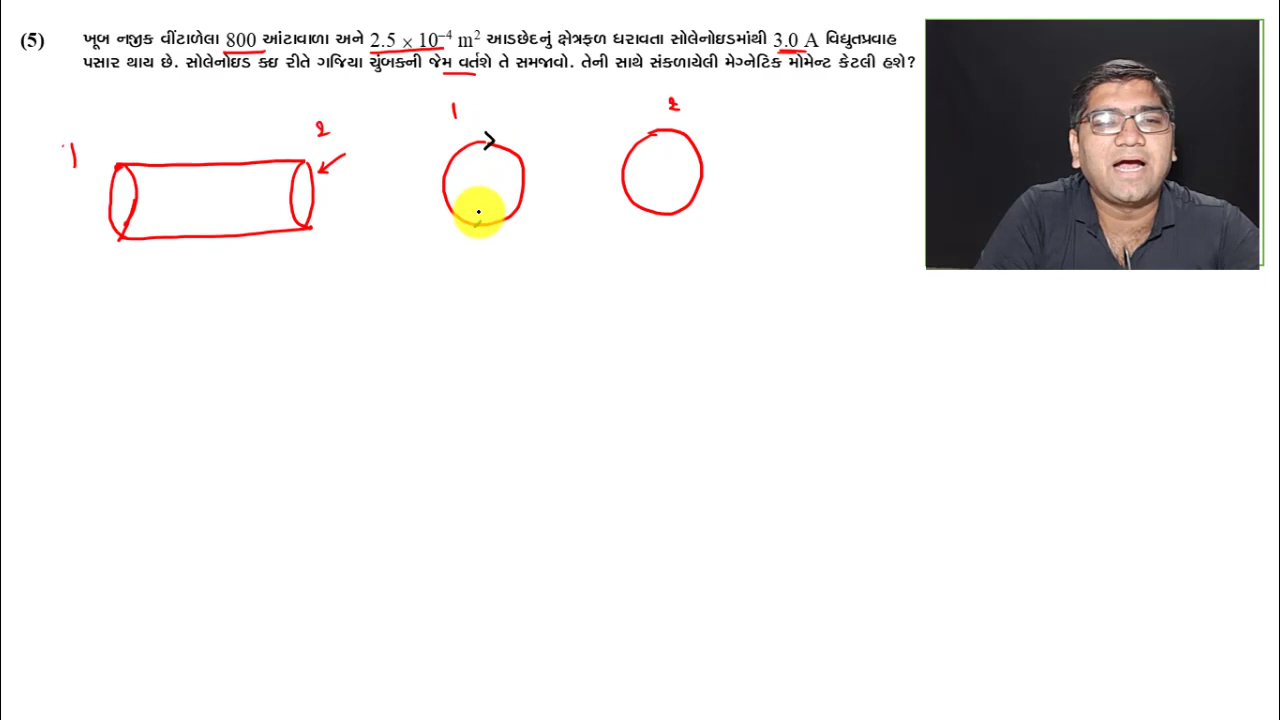 (5) ખૂબ નજીક વીંટાળેલા 800 આંટાવાળા અને 2.5 × 10⁻⁴ m² આડછેદનું ક્ષેત્રફળ ધરાવતા સોલેનોઇડમાંથી 3.0 A વિદ્યુતપ્રવાહ
પસાર થાય છે. સોલેનોઇડ કઇ રીતે ગજિયા ચુંબકની જેમ વર્તશે તે સમજાવો. તેની સાથે સંકળાયેલી મેગ્નેટિક મોમેન્ટ કેટલી હશે?
1 2
1 2